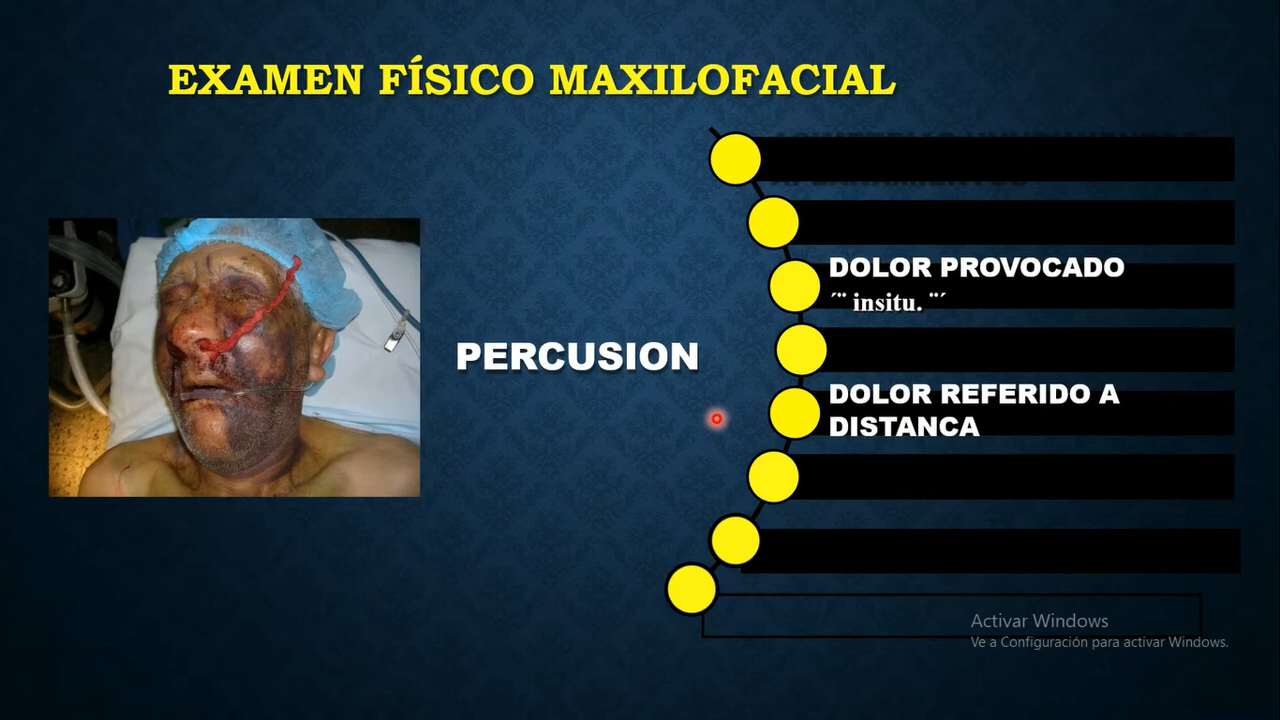 EXAMEN FÍSICO MAXILOFACIAL
PERCUSION
DOLOR PROVOCADO
´¨ insitu. ¨´
DOLOR REFERIDO A
DISTANCA
Activar Windows
Ve a Configuración para activar Windows.